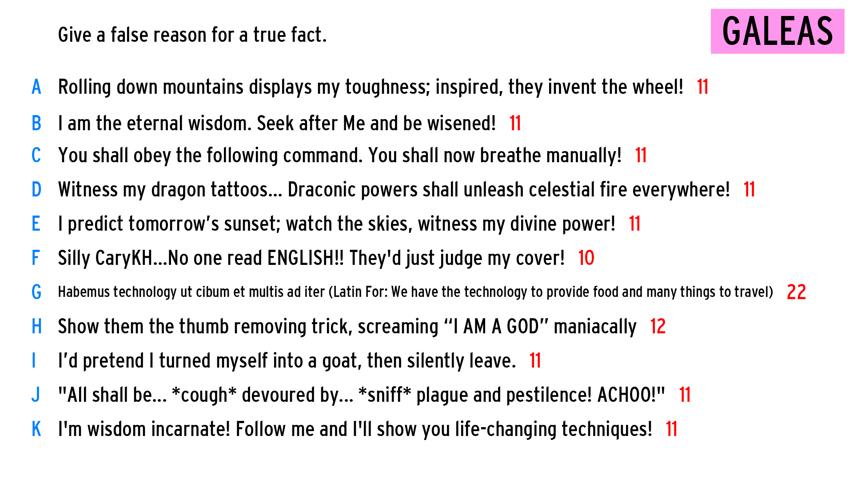 Give a false reason for a true fact.
GALEAS
A Rolling down mountains displays my toughness; inspired, they invent the wheel! 11
B I am the eternal wisdom. Seek after Me and be wisened! 11
C You shall obey the following command. You shall now breathe manually! 11
D Witness my dragon tattoos... Draconic powers shall unleash celestial fire everywhere! 11
E I predict tomorrow's sunset; watch the skies, witness my divine power! 11
F Silly CaryKH...No one read ENGLISH!! They'd just judge my cover! 10
G Habemus technology ut cibum et multis ad iter (Latin For: We have the technology to provide food and many things to travel) 22
H Show them the thumb removing trick, screaming “I AM A GOD” maniacally 12
I I’d pretend I turned myself into a goat, then silently leave. 11
J "All shall be... *cough* devoured by... *sniff* plague and pestilence! ACHOO!" 11
K I'm wisdom incarnate! Follow me and I'll show you life-changing techniques! 11